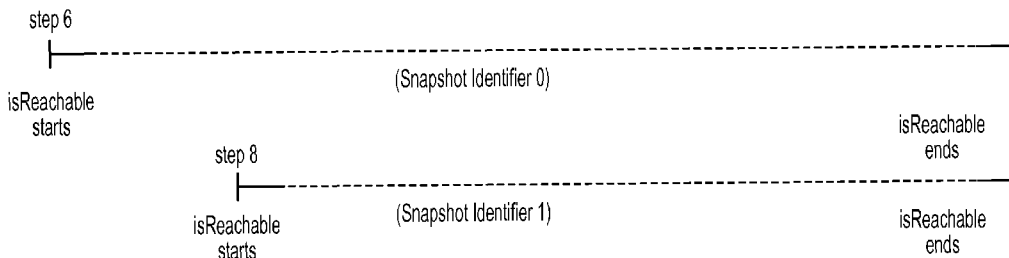 step 6
(Snapshot Identifier 0)
isReachable
starts
isReachable
ends
step 8
(Snapshot Identifier 1)
isReachable
starts
isReachable
ends